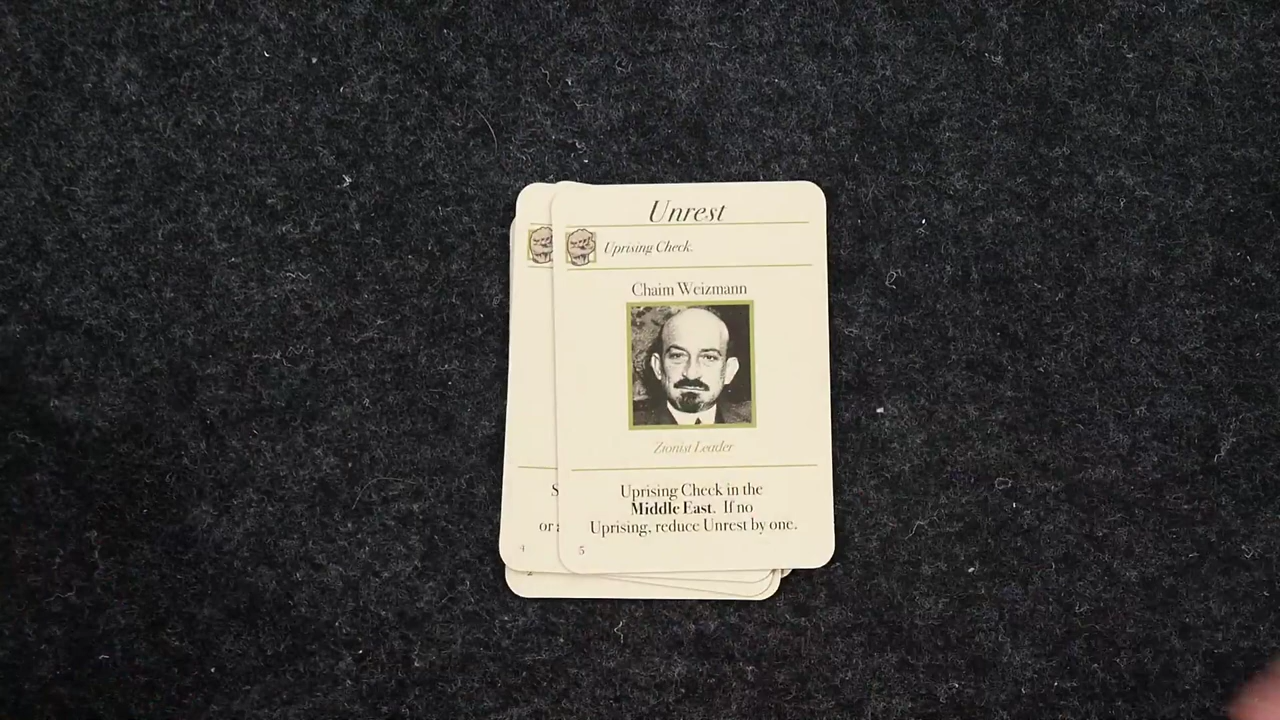 Unrest
Uprising Check.
Chaim Weizmann
Zionist Leader
Uprising Check in the
Middle East. If no
Uprising, reduce Unrest by one.
5
S
or
4